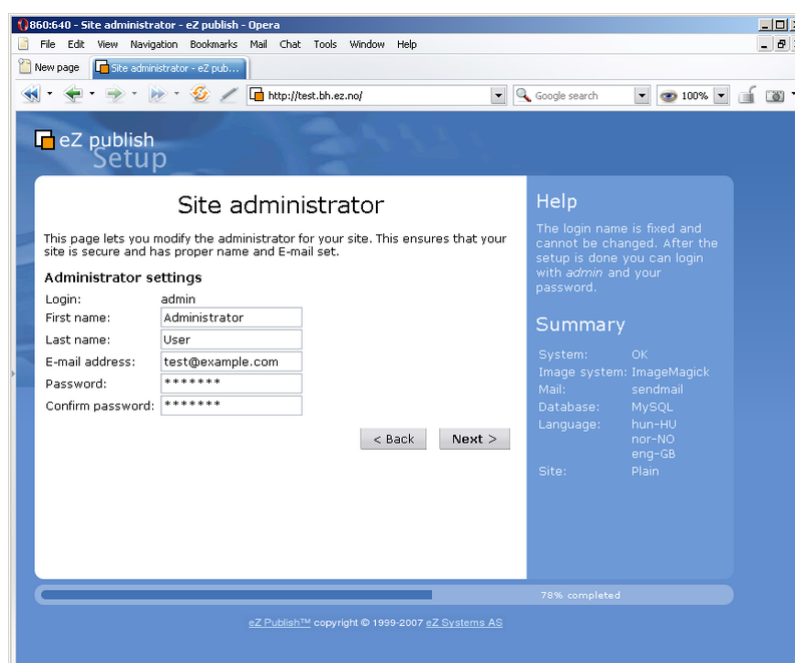 860:640 - Site administrator - eZ publish - Opera
File Edit View Navigation Bookmarks Mail Chat Tools Window Help
New page Site administrator - eZ pub...
http://test.bh.ez.no/ Google search 100%
eZ publish
Setup
Site administrator
This page lets you modify the administrator for your site. This ensures that your
site is secure and has proper name and E-mail set.
Administrator settings
Login: admin
First name: Administrator
Last name: User
E-mail address: test@example.com
Password: *******
Confirm password: *******
< Back Next >
Help
The login name is fixed and
cannot be changed. After the
setup is done you can login
with admin and your
password.
Summary
System: OK
Image system: ImageMagick
Mail: sendmail
Database: MySQL
Language: hun-HU
nor-NO
eng-GB
Site: Plain
78% completed
eZ Publish™ copyright © 1999-2007 eZ Systems AS